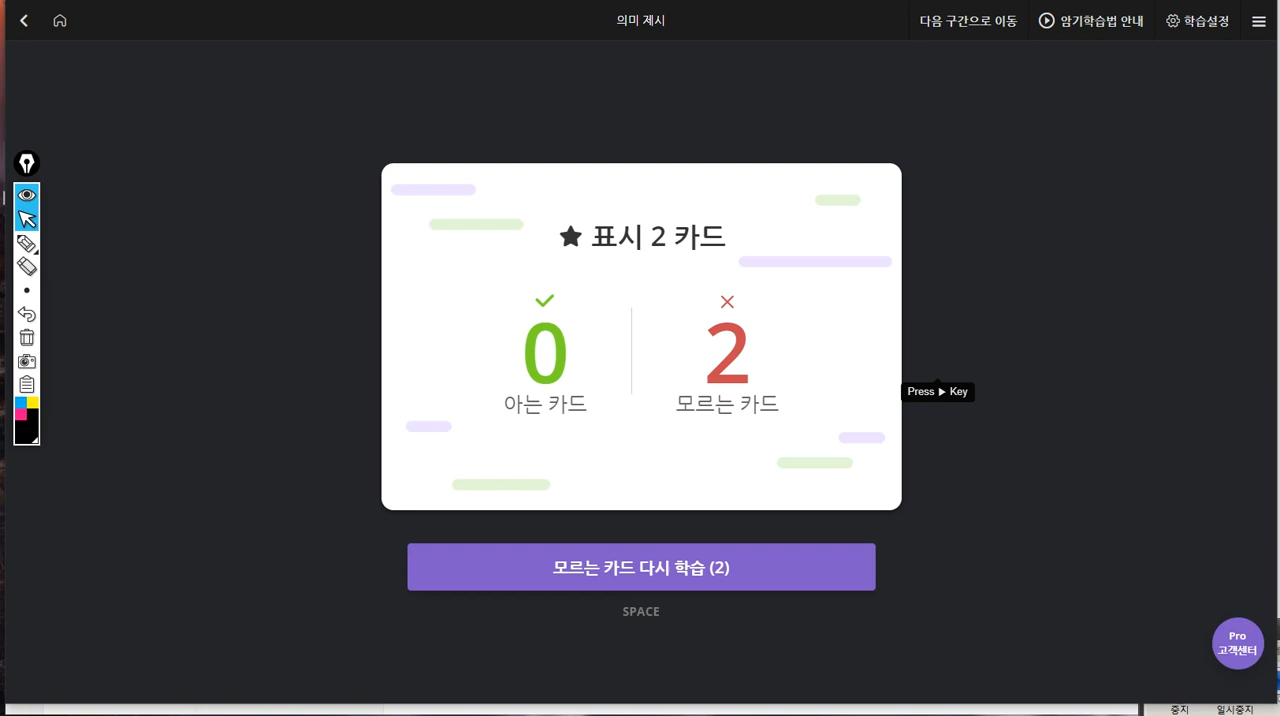 의미 제시
다음 구간으로 이동
암기학습법 안내
학습설정
표시 2 카드
0
2
아는 카드
모르는 카드
Press ▶ Key
모르는 카드 다시 학습 (2)
SPACE
Pro
고객센터
중지
일시중지